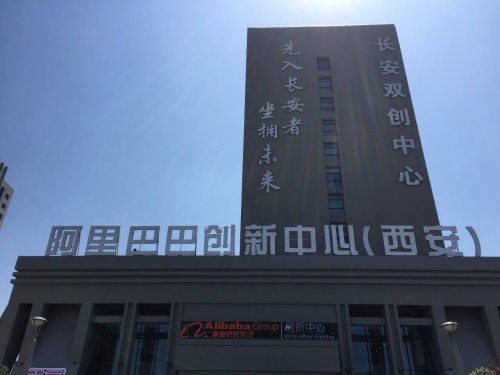 长安双创中心
先入长安者
坐拥未来
阿里巴巴创新中心(西安)
Alibaba Group
阿里巴巴集团
创新中心
Innovation Center